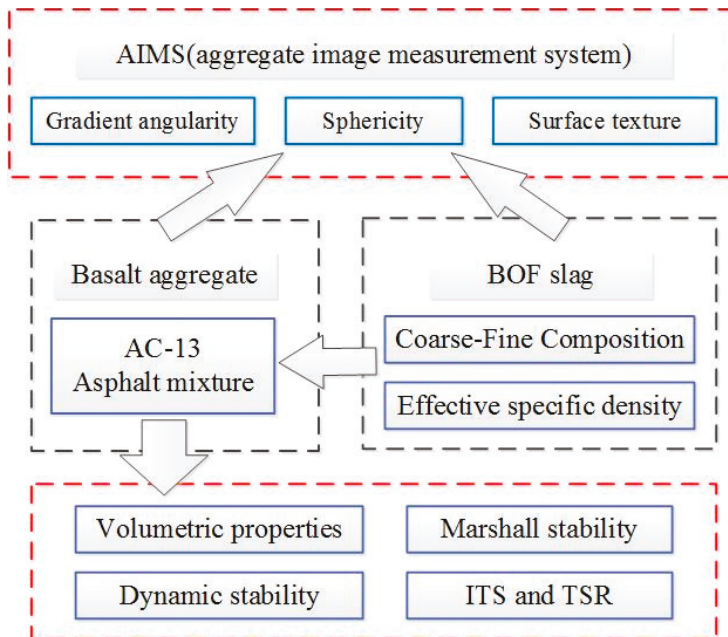 AIMS(aggregate image measurement system)
Gradient angularity
Sphericity
Surface texture
Basalt aggregate
AC-13
Asphalt mixture
BOF slag
Coarse-Fine Composition
Effective specific density
Volumetric properties
Marshall stability
Dynamic stability
ITS and TSR